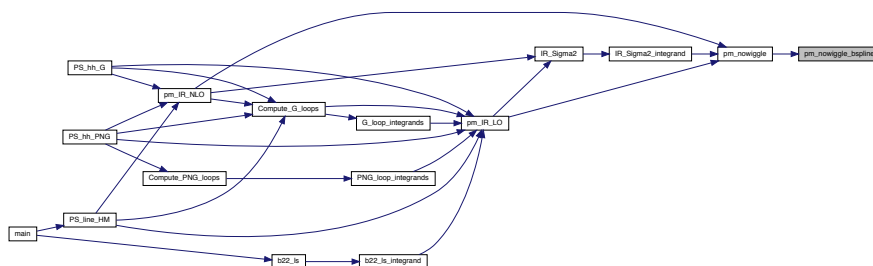 IR_Sigma2
IR_Sigma2_integrand
pm_nowiggle
pm_nowiggle_bspline
PS_hh_G
pm_IR_NLO
Compute_G_loops
G_loop_integrands
pm_IR_LO
PS_hh_PNG
Compute_PNG_loops
PNG_loop_integrands
PS_line_HM
main
b22_ls
b22_ls_integrand